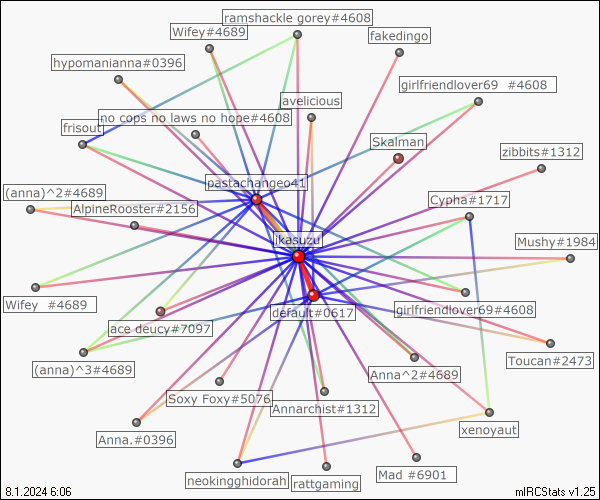 ramshackle gorey#4608
Wifey#4689
fakedingo
hypomanianna#0396
girlfriendlover69  #4608
avelicious
no cops no laws no hope#4608
frisout
Skalman
zibbits#1312
pastachangeo41
(anna)^2#4689
Cypha#1717
AlpineRooster#2156
ikasuzu
Mushy#1984
Wifey  #4689
default#0617
girlfriendlover69#4608
ace deucy#7097
Toucan#2473
(anna)^3#4689
Anna^2#4689
Soxy Foxy#5076
Annarchist#1312
xenoyaut
Anna.#0396
neokingghidorah
rattgaming
Mad #6901
8.1.2024 6:06
mIRCStats v1.25